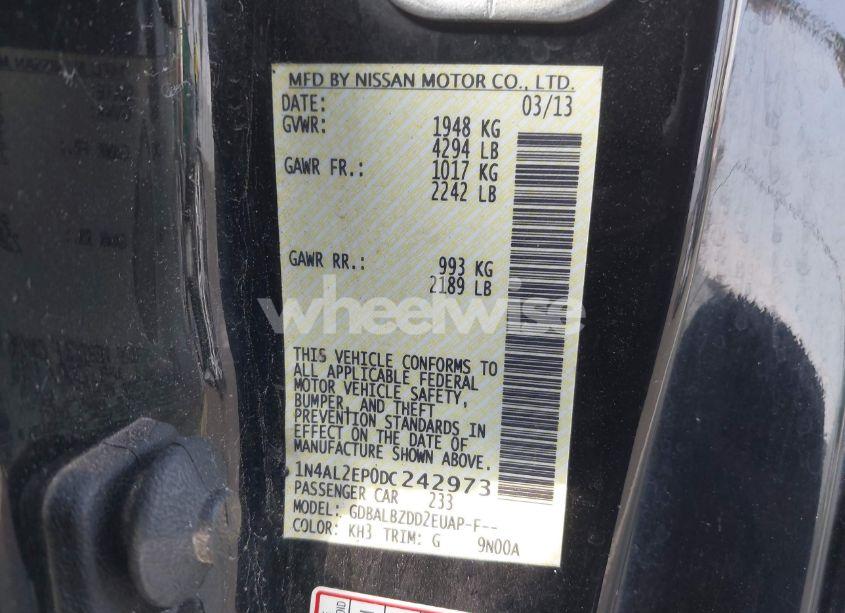 MFD BY NISSAN MOTOR CO., LTD.
DATE: 03/13
GVWR: 1948 KG
4294 LB
GAWR FR.: 1017 KG
2242 LB
GAWR RR.: 993 KG
2189 LB
wheelwise
THIS VEHICLE CONFORMS TO
ALL APPLICABLE FEDERAL
MOTOR VEHICLE SAFETY,
BUMPER, AND THEFT
PREVENTION STANDARDS IN
EFFECT ON THE DATE OF
MANUFACTURE SHOWN ABOVE.
1N4AL2EP0DC242973
PASSENGER CAR 233
MODEL: GDBALBZDD2EUAP-F--
COLOR: KH3 TRIM: G 9N00A